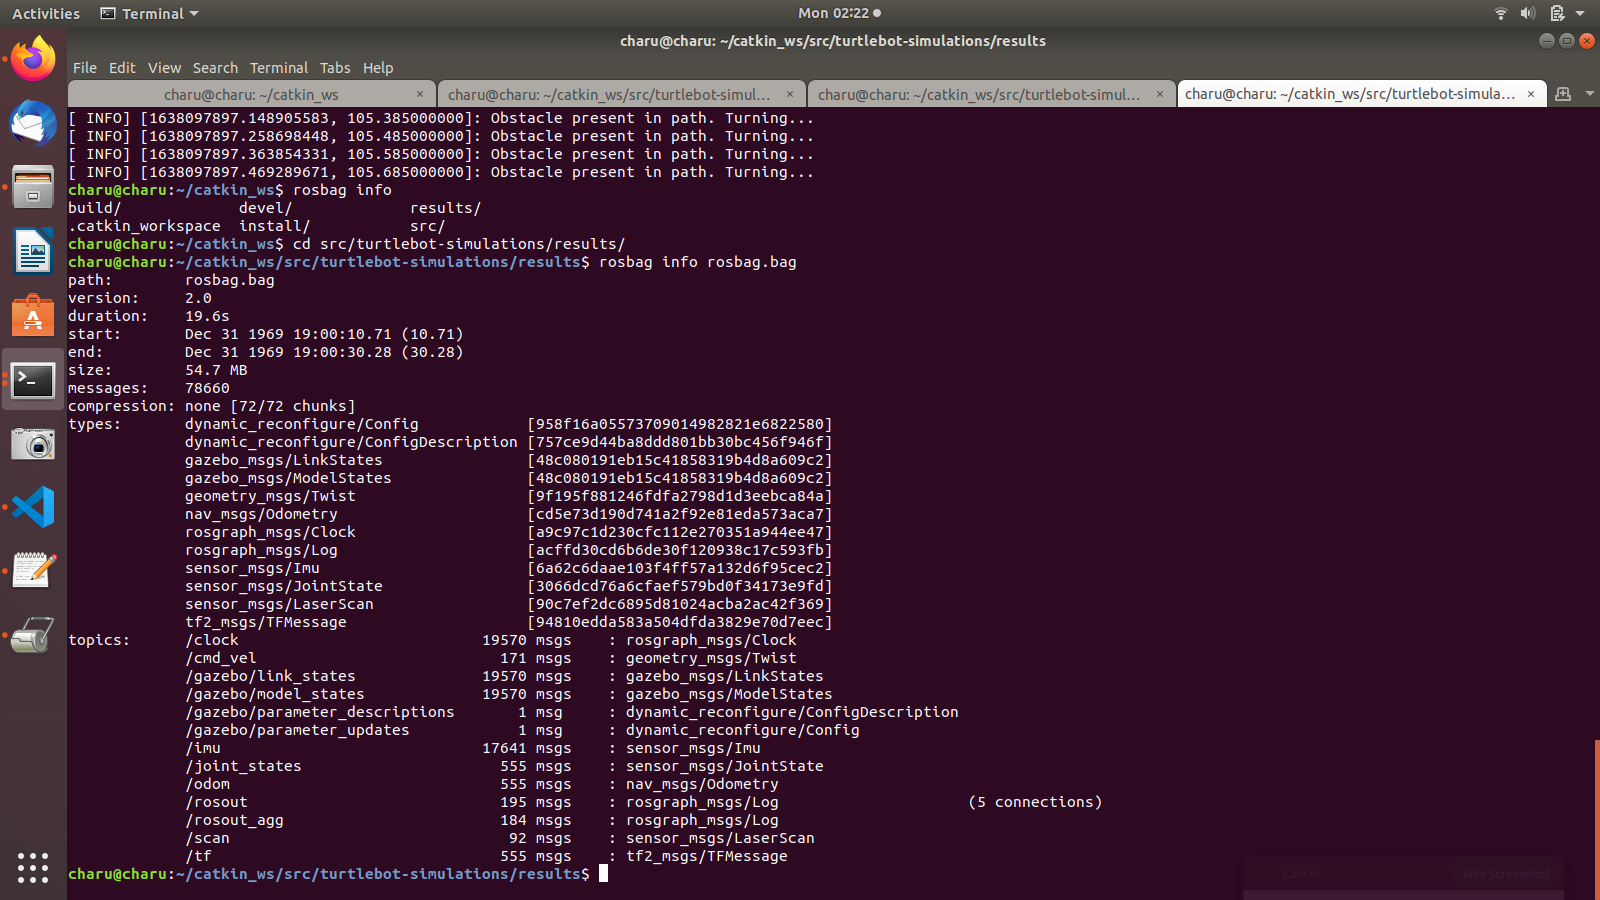 Activities Terminal Mon 02:22
charu@charu: ~/catkin_ws/src/turtlebot-simulations/results
File Edit View Search Terminal Tabs Help
charu@charu: ~/catkin_ws × charu@charu: ~/catkin_ws/src/turtlebot-simul... × charu@charu: ~/catkin_ws/src/turtlebot-simul... × charu@charu: ~/catkin_ws/src/turtlebot-simula... ×
[ INFO] [1638097897.148905583, 105.385000000]: Obstacle present in path. Turning...
[ INFO] [1638097897.258698448, 105.485000000]: Obstacle present in path. Turning...
[ INFO] [1638097897.363854331, 105.585000000]: Obstacle present in path. Turning...
[ INFO] [1638097897.469289671, 105.685000000]: Obstacle present in path. Turning...
charu@charu:~/catkin_ws$ rosbag info
build/ devel/ results/
.catkin_workspace install/ src/
charu@charu:~/catkin_ws$ cd src/turtlebot-simulations/results/
charu@charu:~/catkin_ws/src/turtlebot-simulations/results$ rosbag info rosbag.bag
path: rosbag.bag
version: 2.0
duration: 19.6s
start: Dec 31 1969 19:00:10.71 (10.71)
end: Dec 31 1969 19:00:30.28 (30.28)
size: 54.7 MB
messages: 78660
compression: none [72/72 chunks]
types: dynamic_reconfigure/Config [958f16a05573709014982821e6822580]
dynamic_reconfigure/ConfigDescription [757ce9d44ba8ddd801bb30bc456f946f]
gazebo_msgs/LinkStates [48c080191eb15c41858319b4d8a609c2]
gazebo_msgs/ModelStates [48c080191eb15c41858319b4d8a609c2]
geometry_msgs/Twist [9f195f881246fdfa2798d1d3eebca84a]
nav_msgs/Odometry [cd5e73d190d741a2f92e81eda573aca7]
rosgraph_msgs/Clock [a9c97c1d230cfc112e270351a944ee47]
rosgraph_msgs/Log [acffd30cd6b6de30f120938c17c593fb]
sensor_msgs/Imu [6a62c6daae103f4ff57a132d6f95cec2]
sensor_msgs/JointState [3066dcd76a6cfaef579bd0f34173e9fd]
sensor_msgs/LaserScan [90c7ef2dc6895d81024acba2ac42f369]
tf2_msgs/TFMessage [94810edda583a504dfda3829e70d7eec]
topics: /clock 19570 msgs : rosgraph_msgs/Clock
/cmd_vel 171 msgs : geometry_msgs/Twist
/gazebo/link_states 19570 msgs : gazebo_msgs/LinkStates
/gazebo/model_states 19570 msgs : gazebo_msgs/ModelStates
/gazebo/parameter_descriptions 1 msg : dynamic_reconfigure/ConfigDescription
/gazebo/parameter_updates 1 msg : dynamic_reconfigure/Config
/imu 17641 msgs : sensor_msgs/Imu
/joint_states 555 msgs : sensor_msgs/JointState
/odom 555 msgs : nav_msgs/Odometry
/rosout 195 msgs : rosgraph_msgs/Log (5 connections)
/rosout_agg 184 msgs : rosgraph_msgs/Log
/scan 92 msgs : sensor_msgs/LaserScan
/tf 555 msgs : tf2_msgs/TFMessage
charu@charu:~/catkin_ws/src/turtlebot-simulations/results$
Cancel Take Screenshot